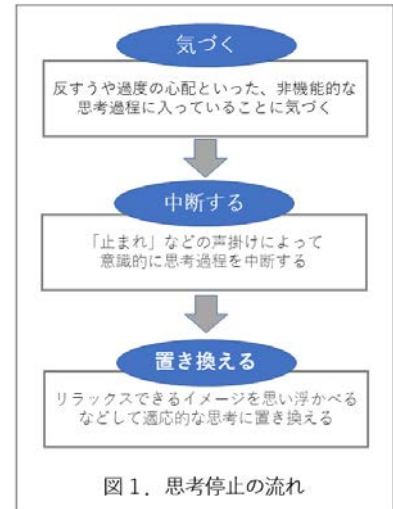 気づく
反すうや過度の心配といった、非機能的な
思考過程に入っていることに気づく
中断する
「止まれ」などの声掛けによって
意識的に思考過程を中断する
置き換える
リラックスできるイメージを思い浮かべる
などして適応的な思考に置き換える
図1．思考停止の流れ